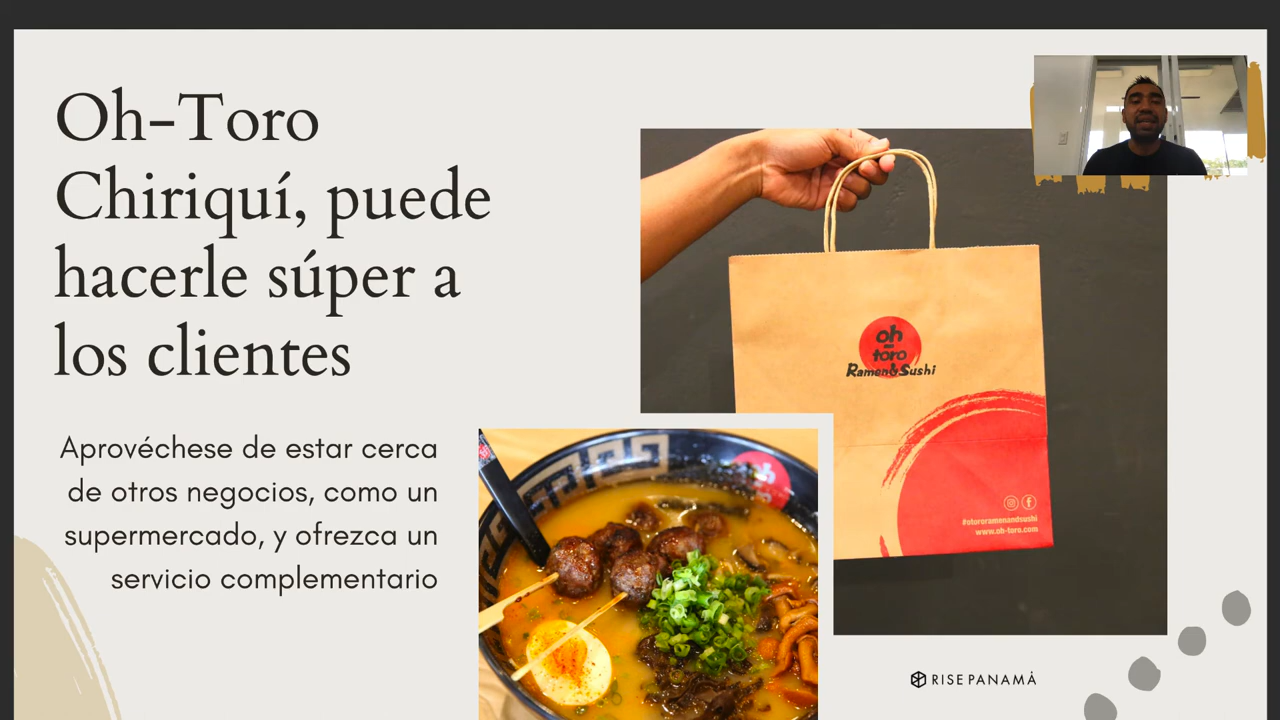 Oh-Toro
Chiriquí, puede
hacerle súper a
los clientes
Aprovéchese de estar cerca
de otros negocios, como un
supermercado, y ofrezca un
servicio complementario
oh
toro
Ramen&Sushi
#otororamenandsushi
www.oh-toro.com
RISE PANAMÁ